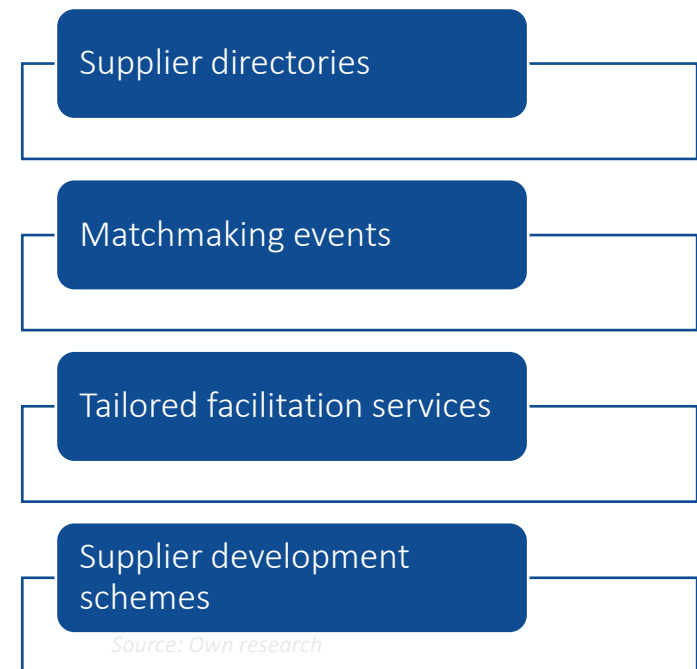 Supplier directories
Matchmaking events
Tailored facilitation services
Supplier development
schemes
Source: Own research